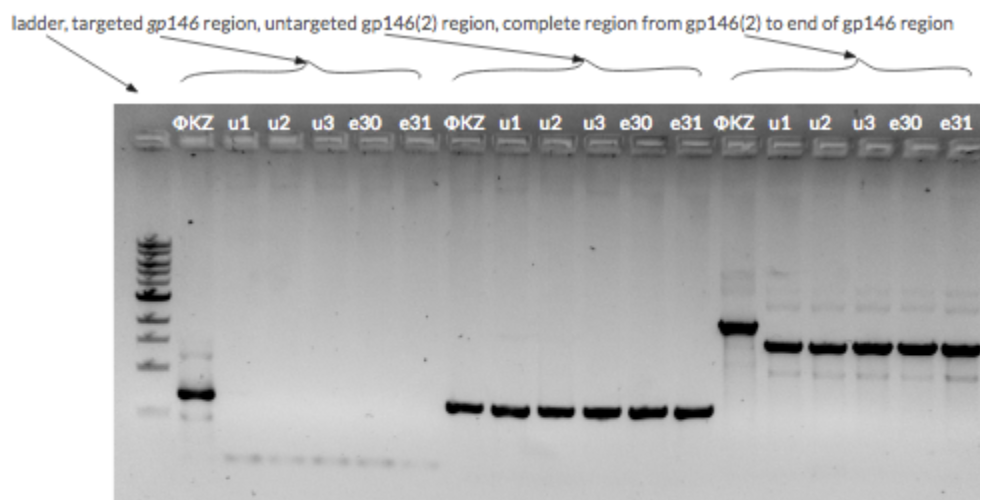 ladder, targeted gp146 region, untargeted gp146(2) region, complete region from gp146(2) to end of gp146 region
ΦKZ u1 u2 u3 e30 e31 ΦKZ u1 u2 u3 e30 e31 ΦKZ u1 u2 u3 e30 e31